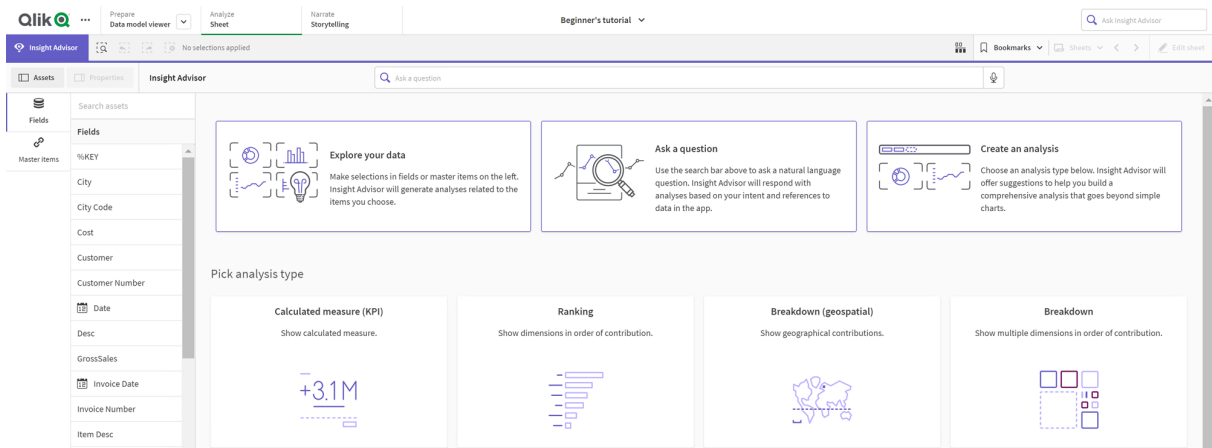 Qlik
Prepare
Data model viewer
Analyze
Sheet
Narrate
Storytelling
Beginner's tutorial
Ask Insight Advisor
Insight Advisor
No selections applied
Bookmarks
Sheets
Edit sheet
Assets
Properties
Insight Advisor
Ask a question
Fields
Master items
Search assets
Fields
%KEY
City
City Code
Cost
Customer
Customer Number
Date
Desc
GrossSales
Invoice Date
Invoice Number
Item Desc
Explore your data
Make selections in fields or master items on the left.
Insight Advisor will generate analyses related to the
items you choose.
Ask a question
Use the search bar above to ask a natural language
question. Insight Advisor will respond with
analyses based on your intent and references to
data in the app.
Create an analysis
Choose an analysis type below. Insight Advisor will
offer suggestions to help you build a
comprehensive analysis that goes beyond simple
charts.
Pick analysis type
Calculated measure (KPI)
Show calculated measure.
+3.1M
Ranking
Show dimensions in order of contribution.
Breakdown (geospatial)
Show geographical contributions.
Breakdown
Show multiple dimensions in order of contribution.